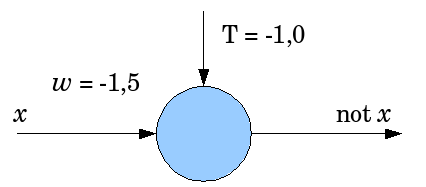 T = -1,0
w = -1,5
x
not x